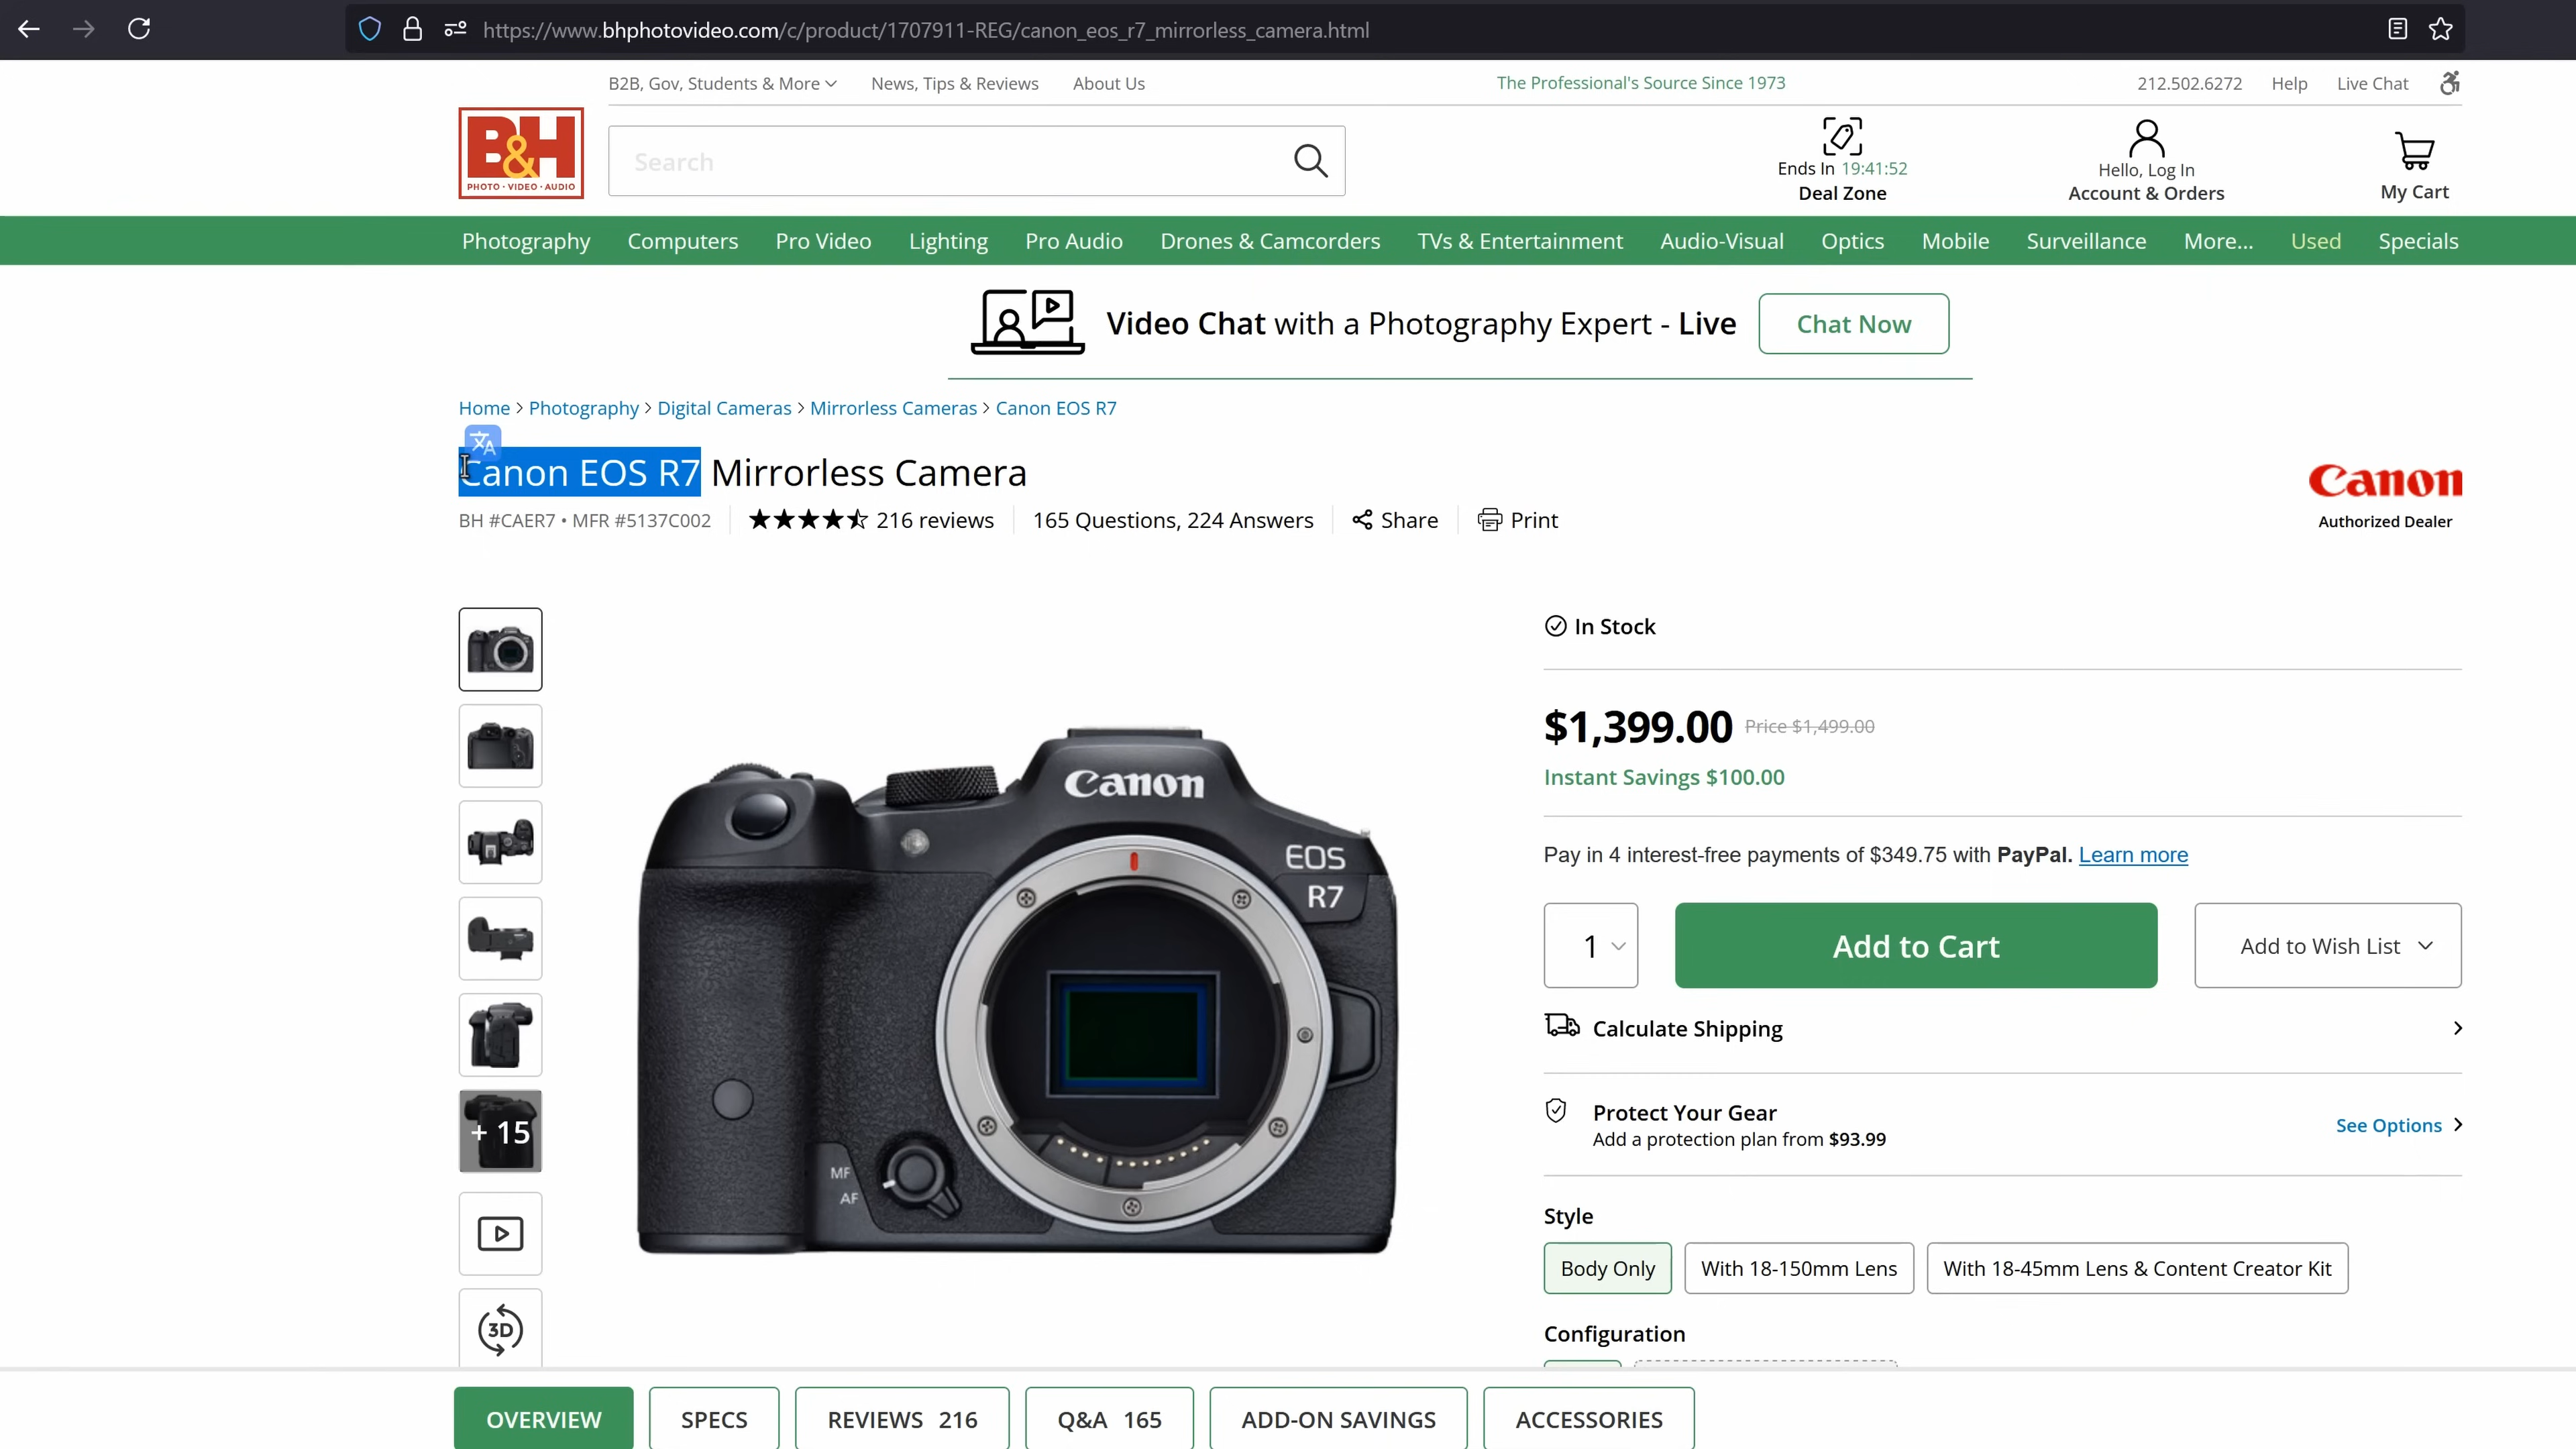 https://www.bhphotovideo.com/c/product/1707911-REG/canon_eos_r7_mirrorless_camera.html
B2B, Gov, Students & More
News, Tips & Reviews
About Us
The Professional's Source Since 1973
212.502.6272
Help
Live Chat
B&H
PHOTO • VIDEO • AUDIO
Search
Ends In 19:41:52
Deal Zone
Hello, Log In
Account & Orders
My Cart
Photography Computers Pro Video Lighting Pro Audio Drones & Camcorders TVs & Entertainment Audio-Visual Optics Mobile Surveillance More... Used Specials
Video Chat with a Photography Expert - Live
Chat Now
Home > Photography > Digital Cameras > Mirrorless Cameras > Canon EOS R7
Canon EOS R7 Mirrorless Camera
Canon
BH #CAER7 • MFR #5137C002
216 reviews
165 Questions, 224 Answers
Share
Print
Authorized Dealer
In Stock
$1,399.00 Price $1,499.00
Instant Savings $100.00
Canon
EOS
R7
MF
AF
Pay in 4 interest-free payments of $349.75 with PayPal. Learn more
1
Add to Cart
Add to Wish List
Calculate Shipping
Protect Your Gear
Add a protection plan from $93.99
See Options
+ 15
3D
Style
Body Only
With 18-150mm Lens
With 18-45mm Lens & Content Creator Kit
Configuration
OVERVIEW
SPECS
REVIEWS 216
Q&A 165
ADD-ON SAVINGS
ACCESSORIES